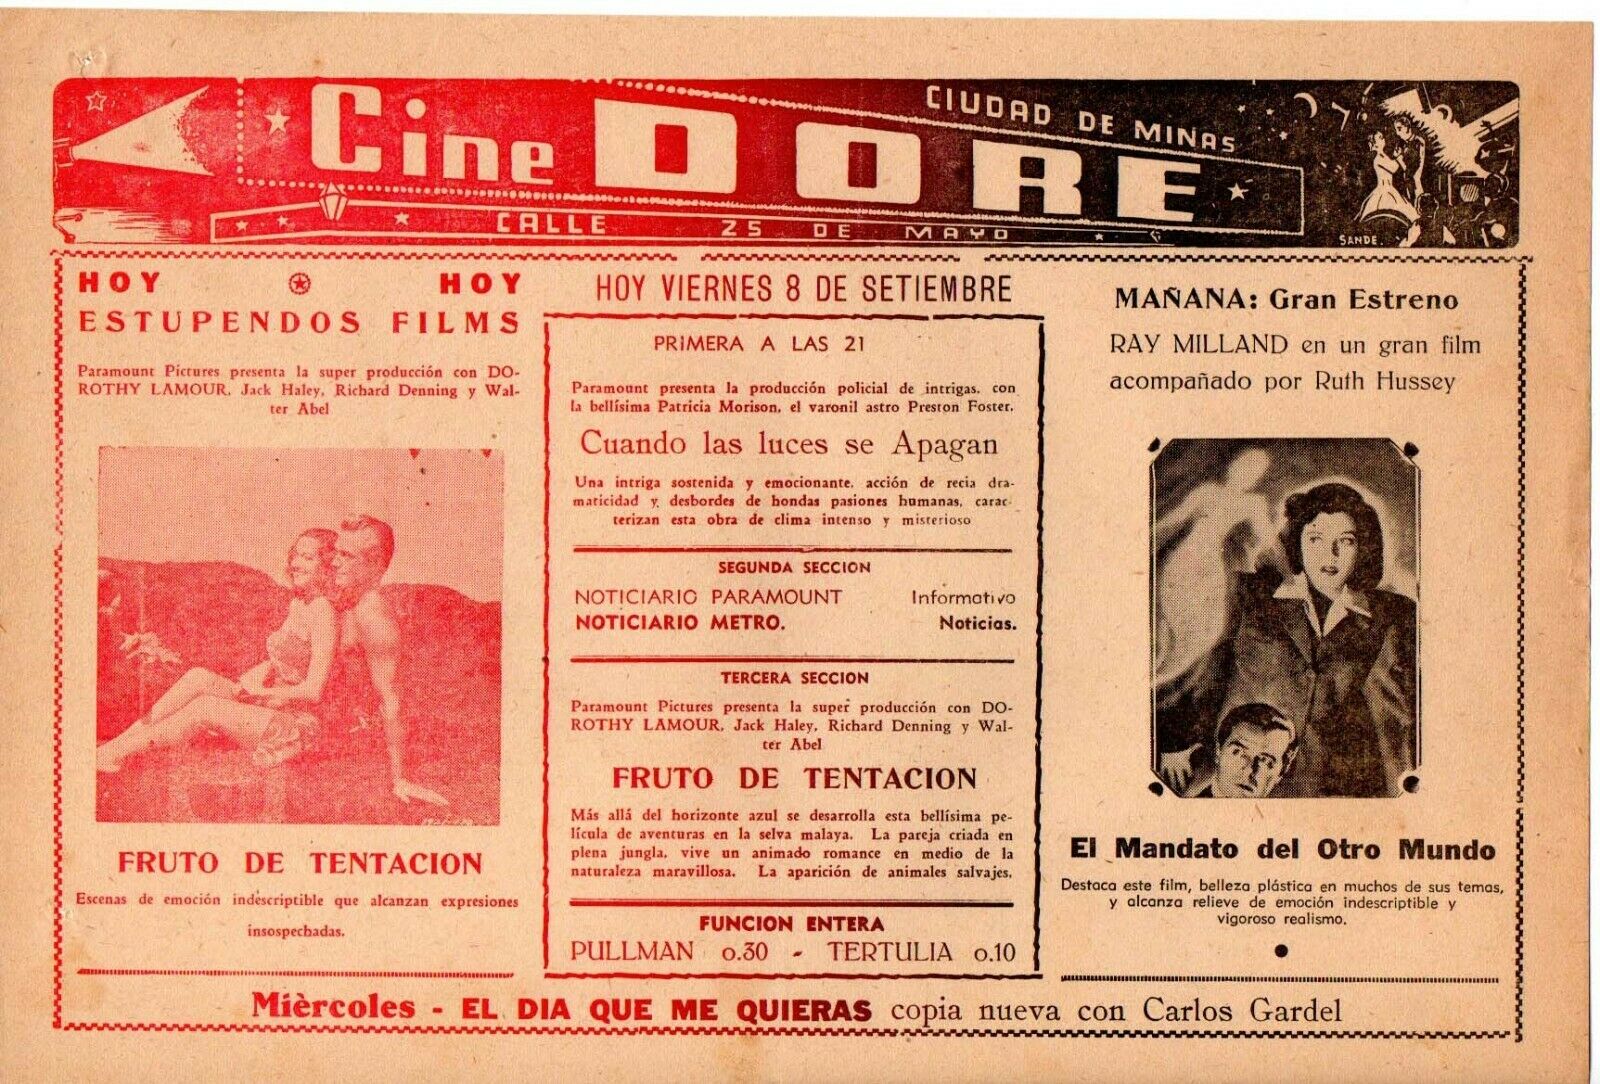 Cine DORE
CIUDAD DE MINAS
CALLE 25 DE MAYO
SANDE
HOY HOY
ESTUPENDOS FILMS
Paramount Pictures presenta la super producción con DO-
ROTHY LAMOUR, Jack Haley, Richard Denning y Wal-
ter Abel
FRUTO DE TENTACION
Escenas de emoción indescriptible que alcanzan expresiones
insospechadas.
HOY VIERNES 8 DE SETIEMBRE
PRIMERA A LAS 21
Paramount presenta la producción policial de intrigas. con
la bellísima Patricia Morison, el varonil astro Preston Foster.
Cuando las luces se Apagan
Una intriga sostenida y emocionante. acción de recia dra-
maticidad y desbordes de hondas pasiones humanas, carac-
terizan esta obra de clima intenso y misterioso
SEGUNDA SECCION
NOTICIARIO PARAMOUNT Informativo
NOTICIARIO METRO. Noticias.
TERCERA SECCION
Paramount Pictures presenta la super producción con DO-
ROTHY LAMOUR, Jack Haley, Richard Denning y Wal-
ter Abel
FRUTO DE TENTACION
Más allá del horizonte azul se desarrolla esta bellísima pe-
lícula de aventuras en la selva malaya. La pareja criada en
plena jungla, vive un animado romance en medio de la
naturaleza maravillosa. La aparición de animales salvajes.
FUNCION ENTERA
PULLMAN 0.30 - TERTULIA 0.10
MAÑANA: Gran Estreno
RAY MILLAND en un gran film
acompañado por Ruth Hussey
El Mandato del Otro Mundo
Destaca este film, belleza plástica en muchos de sus temas,
y alcanza relieve de emoción indescriptible y
vigoroso realismo.
Mièrcoles - EL DIA QUE ME QUIERAS copia nueva con Carlos Gardel